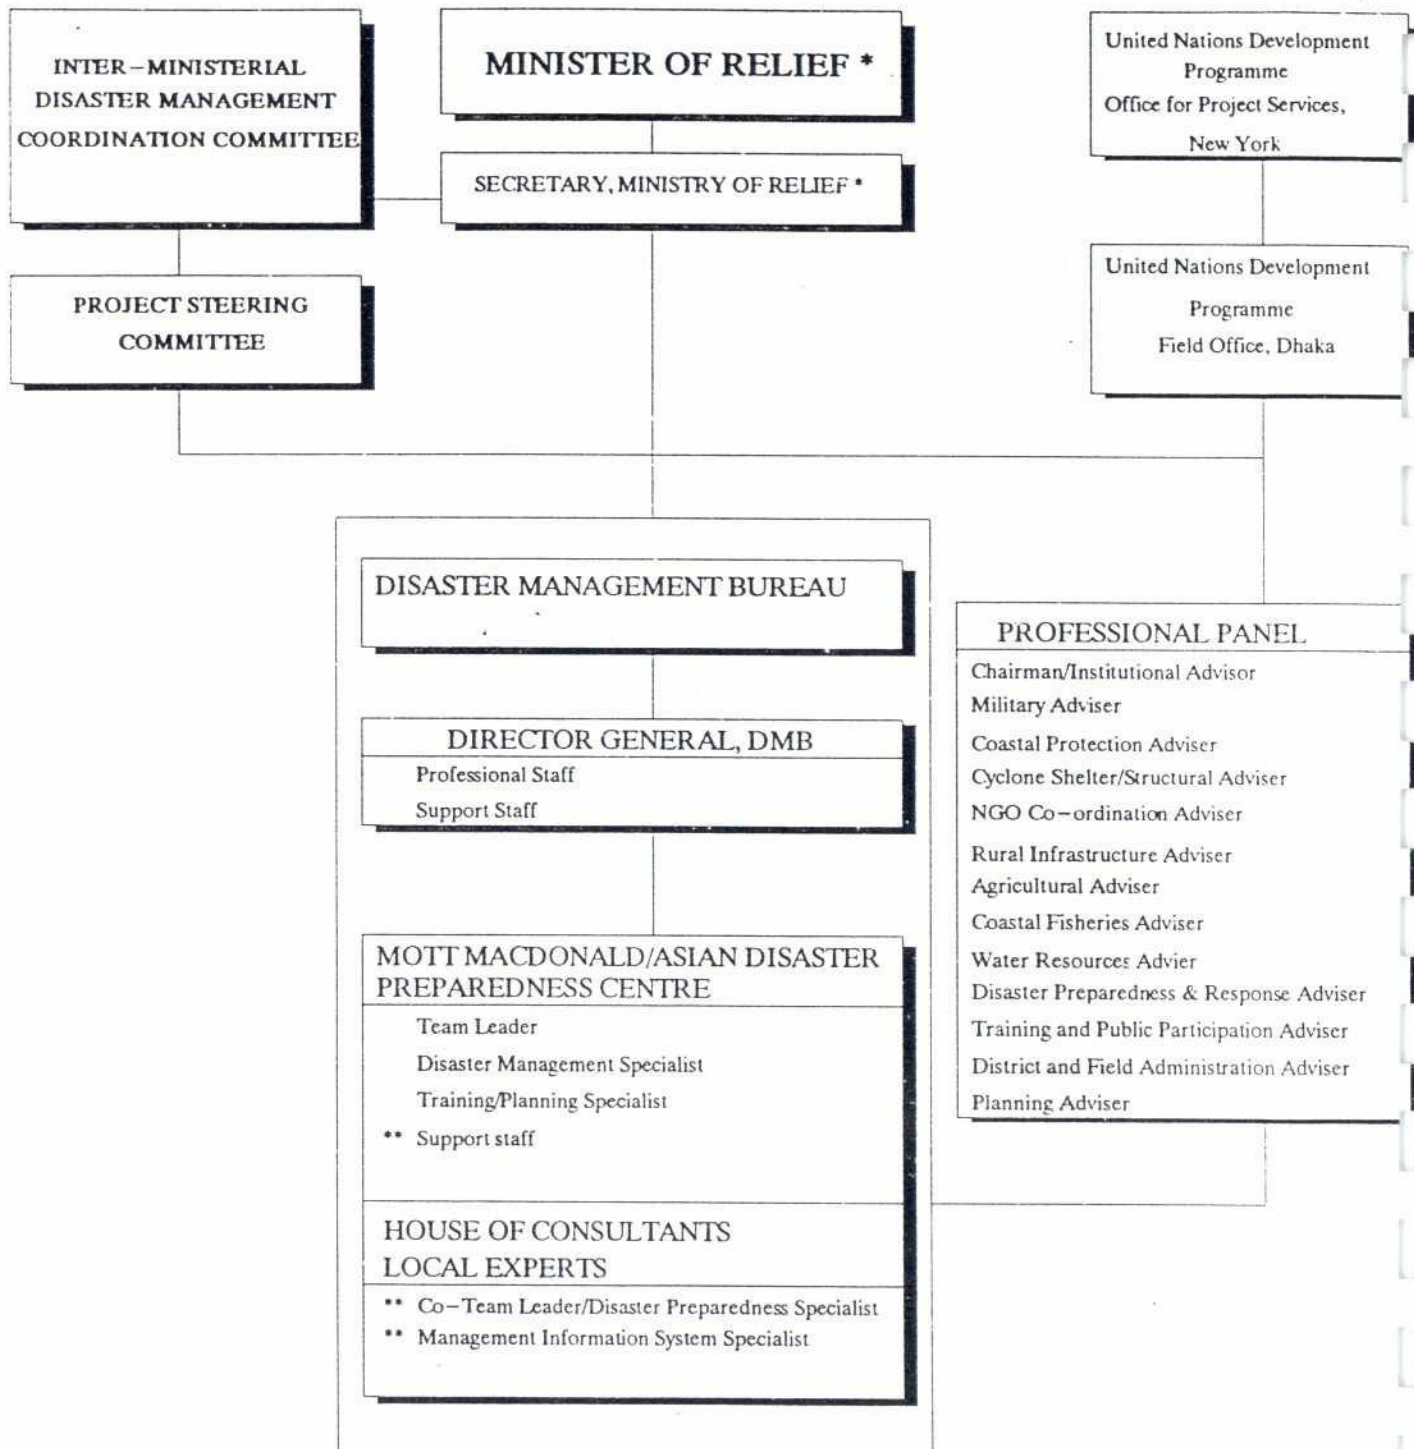 INTER-MINISTERIAL
DISASTER MANAGEMENT
COORDINATION COMMITTEE
MINISTER OF RELIEF *
SECRETARY, MINISTRY OF RELIEF *
United Nations Development
Programme
Office for Project Services,
New York
PROJECT STEERING
COMMITTEE
United Nations Development
Programme
Field Office, Dhaka
DISASTER MANAGEMENT BUREAU
DIRECTOR GENERAL, DMB
Professional Staff
Support Staff
MOTT MACDONALD/ASIAN DISASTER
PREPAREDNESS CENTRE
Team Leader
Disaster Management Specialist
Training/Planning Specialist
** Support staff
HOUSE OF CONSULTANTS
LOCAL EXPERTS
** Co-Team Leader/Disaster Preparedness Specialist
** Management Information System Specialist
PROFESSIONAL PANEL
Chairman/Institutional Advisor
Military Adviser
Coastal Protection Adviser
Cyclone Shelter/Structural Adviser
NGO Co-ordination Adviser
Rural Infrastructure Adviser
Agricultural Adviser
Coastal Fisheries Adviser
Water Resources Advier
Disaster Preparedness & Response Adviser
Training and Public Participation Adviser
District and Field Administration Adviser
Planning Adviser